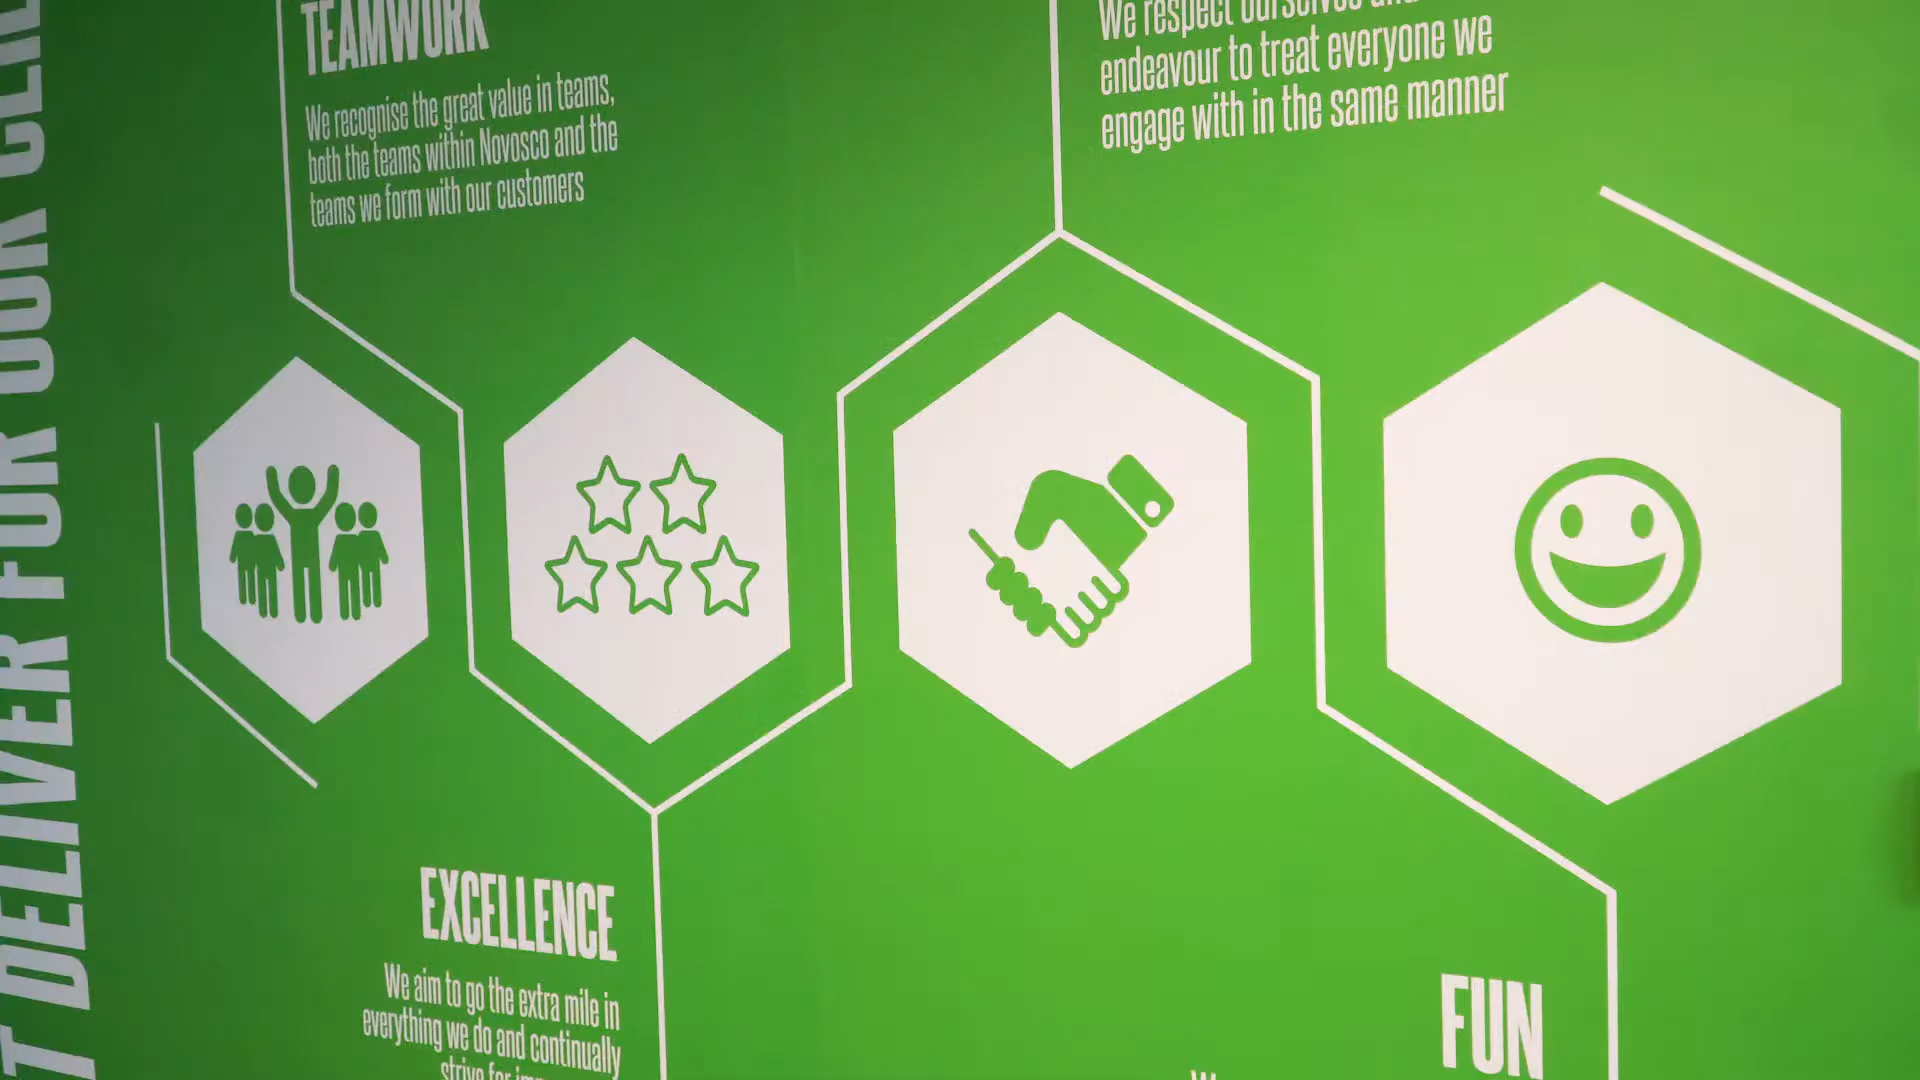 TEAMWORK
We recognise the great value in teams,
both the teams within Novosco and the
teams we form with our customers
We respect ourselves and
endeavour to treat everyone we
engage with in the same manner
DELIVER FOR OUR
EXCELLENCE
We aim to go the extra mile in
everything we do and continually
strive for
FUN